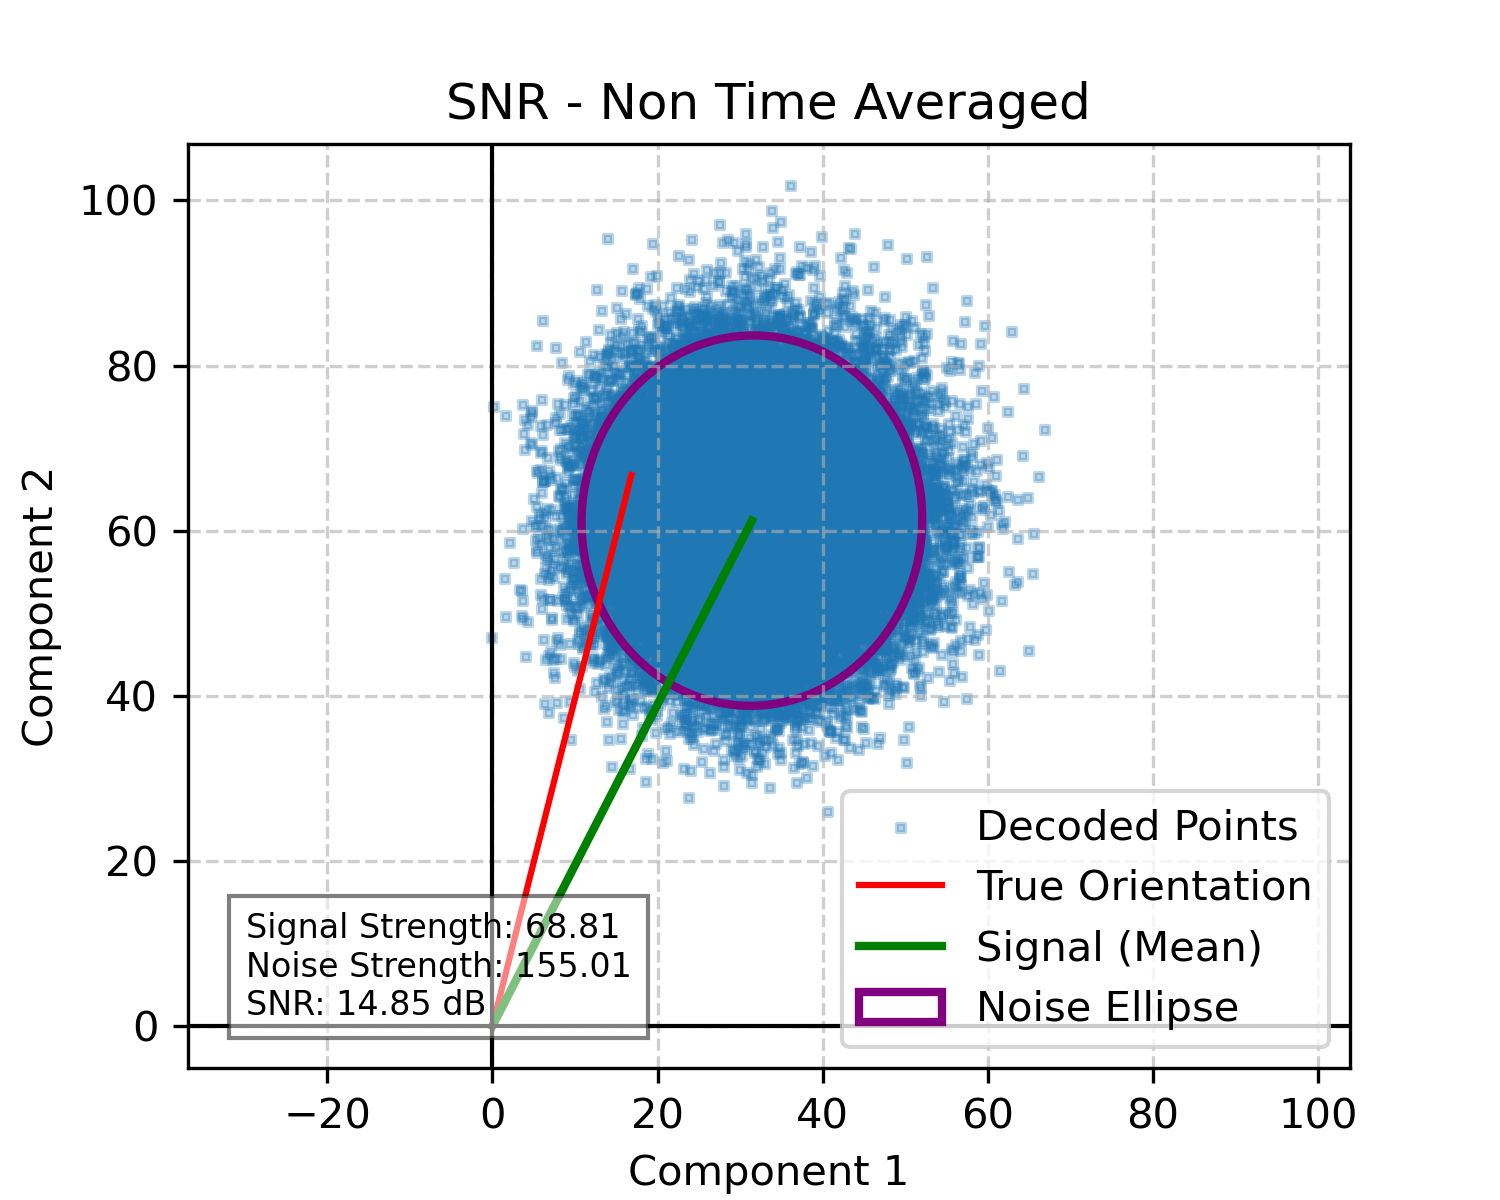 SNR - Non Time Averaged
Component 2
100
80
60
40
20
0
Signal Strength: 68.81
Noise Strength: 155.01
SNR: 14.85 dB
Decoded Points
True Orientation
Signal (Mean)
Noise Ellipse
−20 0 20 40 60 80 100
Component 1